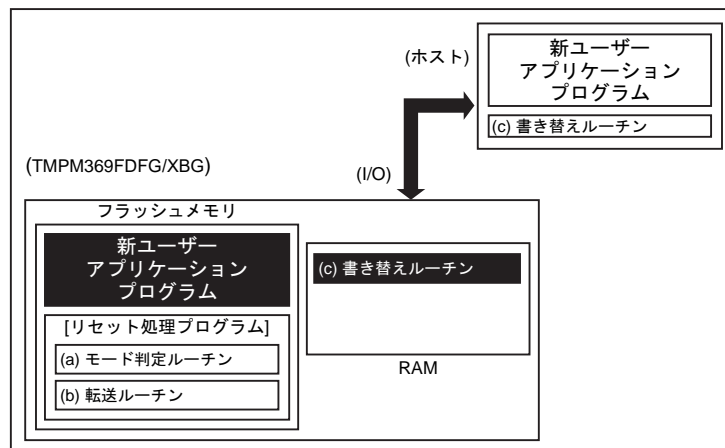 (ホスト)
新ユーザー
アプリケーション
プログラム
(c) 書き替えルーチン
(TMPM369FDFG/XBG)
(I/O)
フラッシュメモリ
新ユーザー
アプリケーション
プログラム
[リセット処理プログラム]
(a) モード判定ルーチン
(b) 転送ルーチン
(c) 書き替えルーチン
RAM